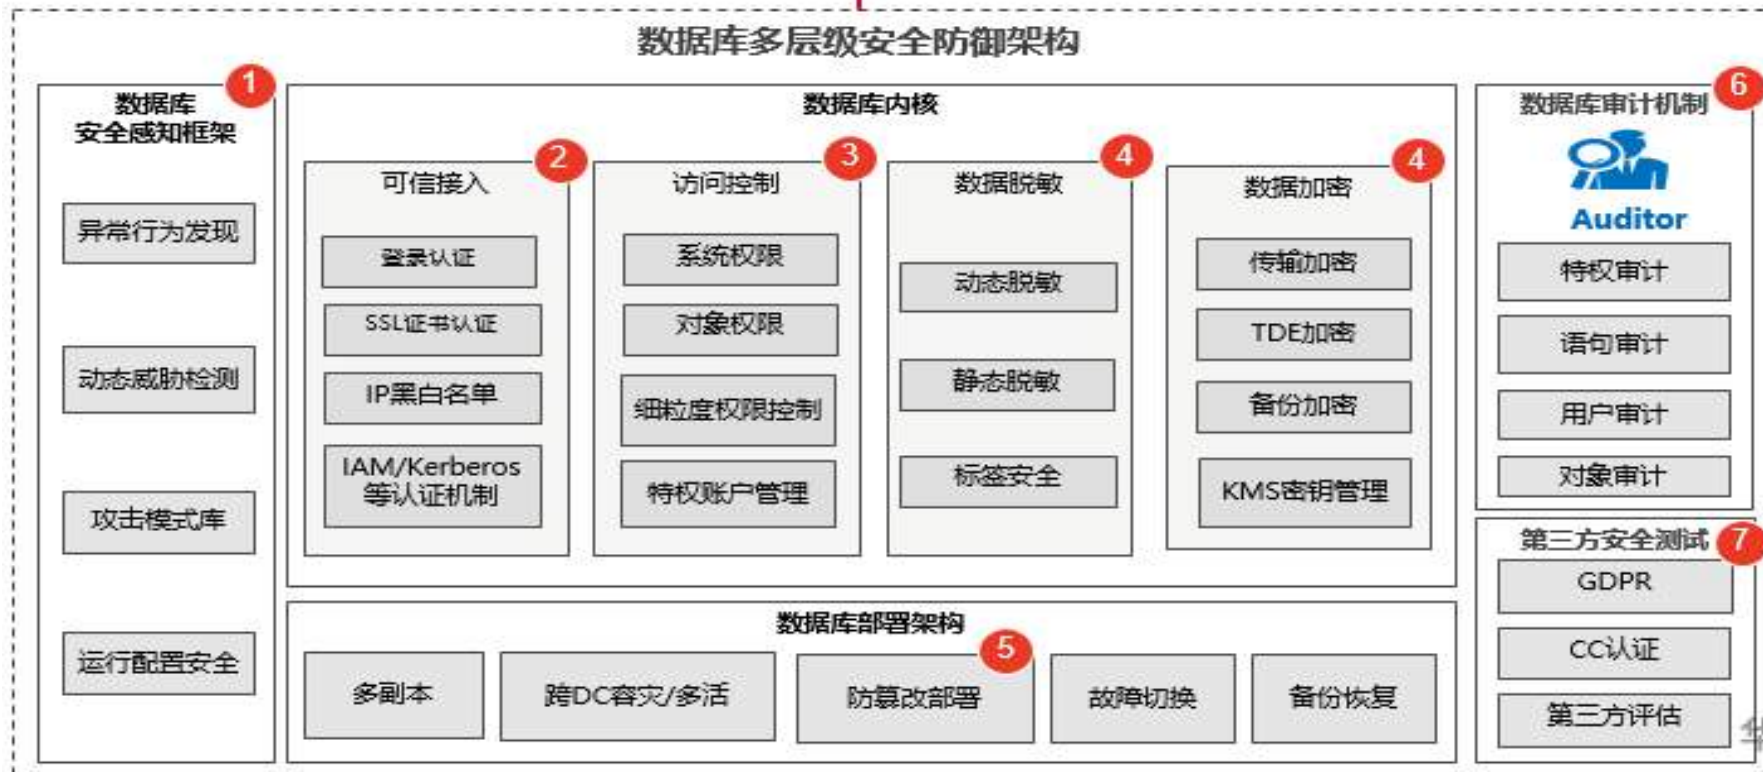 数据库多层级安全防御架构
1
数据库
安全感知框架
异常行为发现
动态威胁检测
攻击模式库
运行配置安全
数据库内核
2
可信接入
登录认证
SSL证书认证
IP黑白名单
IAM/Kerberos
等认证机制
3
访问控制
系统权限
对象权限
细粒度权限控制
特权账户管理
4
数据脱敏
动态脱敏
静态脱敏
标签安全
4
数据加密
传输加密
TDE加密
备份加密
KMS密钥管理
数据库部署架构
5
多副本
跨DC容灾/多活
防篡改部署
故障切换
备份恢复
6
数据库审计机制
Auditor
特权审计
语句审计
用户审计
对象审计
第三方安全测试
7
GDPR
CC认证
第三方评估